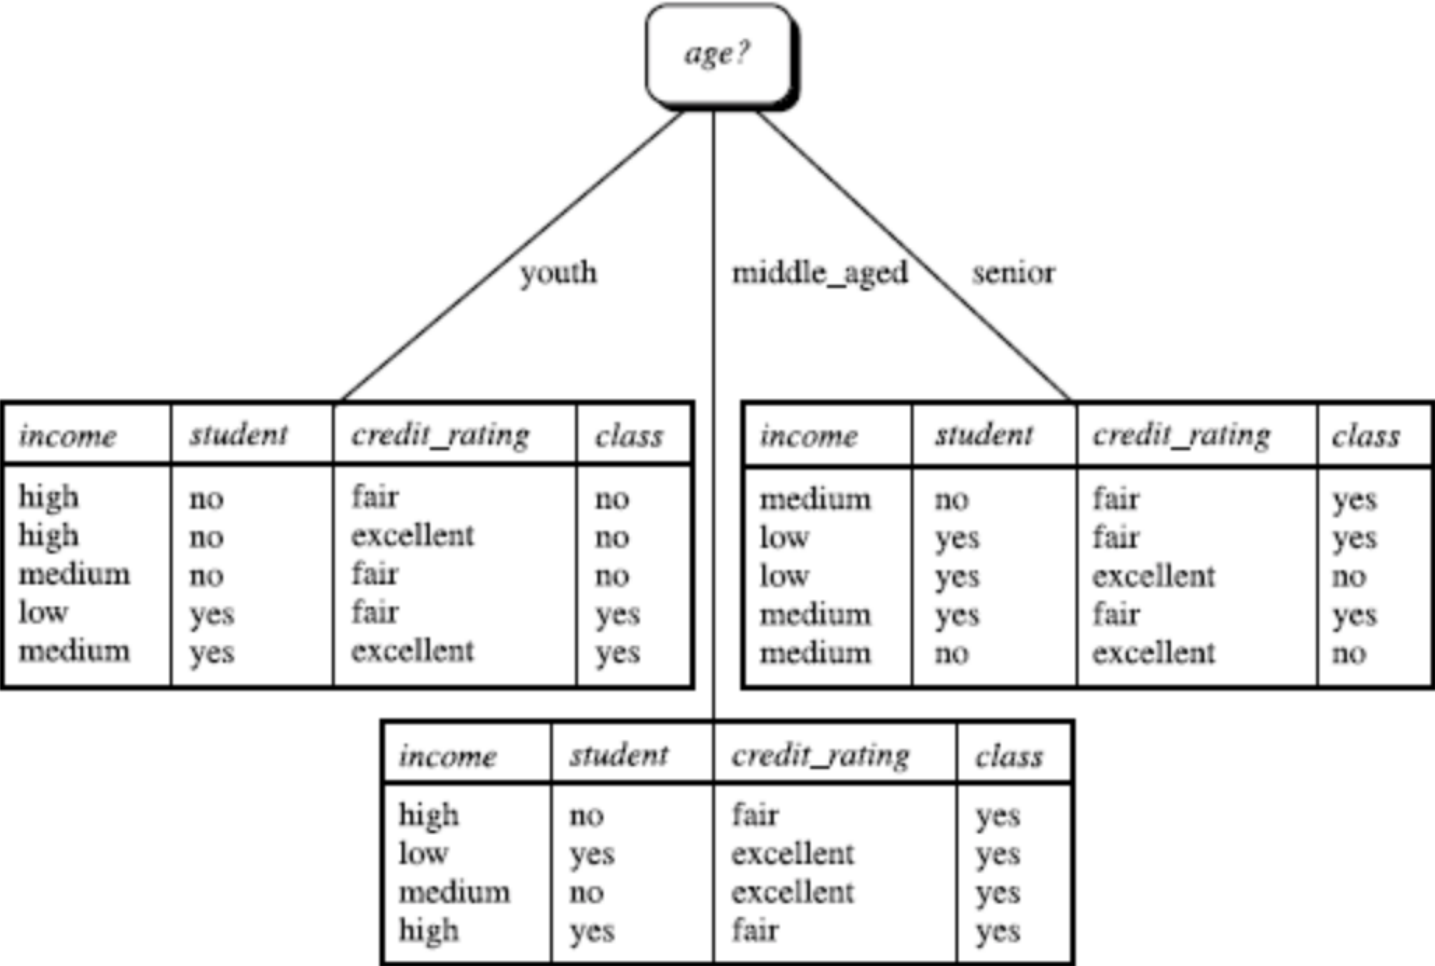 age?
youth middle_aged senior
income student credit_rating class
high no fair no
high no excellent no
medium no fair no
low yes fair yes
medium yes excellent yes
income student credit_rating class
medium no fair yes
low yes fair yes
low yes excellent no
medium yes fair yes
medium no excellent no
income student credit_rating class
high no fair yes
low yes excellent yes
medium no excellent yes
high yes fair yes